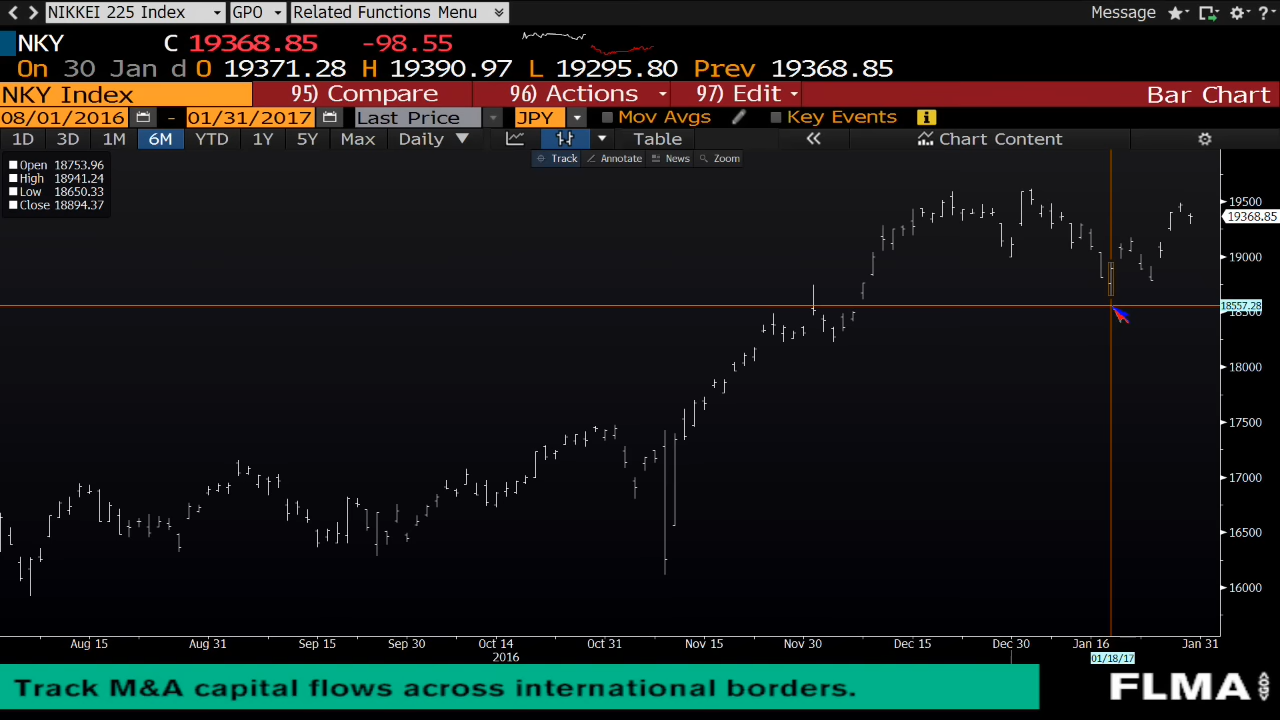 NIKKEI 225 Index GPO Related Functions Menu Message ?
NKY C 19368.85 -98.55
On 30 Jan d O 19371.28 H 19390.97 L 19295.80 Prev 19368.85
NKY Index 95) Compare 96) Actions 97) Edit Bar Chart
08/01/2016 - 01/31/2017 Last Price JPY Mov Avgs Key Events
1D 3D 1M 6M YTD 1Y 5Y Max Daily Table Chart Content
Track Annotate News Zoom
Open 18753.96
High 18941.24
Low 18650.33
Close 18894.37
19500
19368.85
19000
18557.28
18500
18000
17500
17000
16500
16000
Aug 15 Aug 31 Sep 15 Sep 30 Oct 14 Oct 31 Nov 15 Nov 30 Dec 15 Dec 30 Jan 16 Jan 31
2016 01/18/17
Track M&A capital flows across international borders. FLMA <GO>